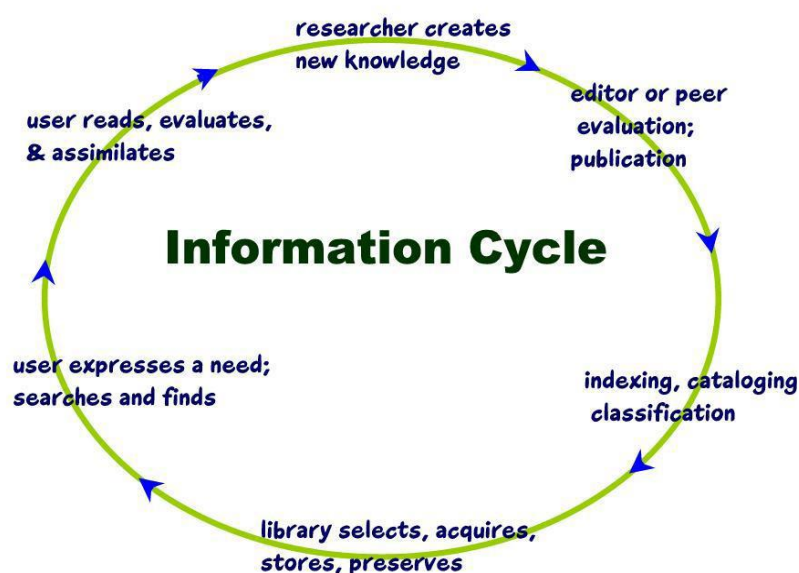 researcher creates
new knowledge
editor or peer
evaluation;
publication
user reads, evaluates,
& assimilates
Information Cycle
user expresses a need;
searches and finds
indexing, cataloging
classification
library selects, acquires,
stores, preserves